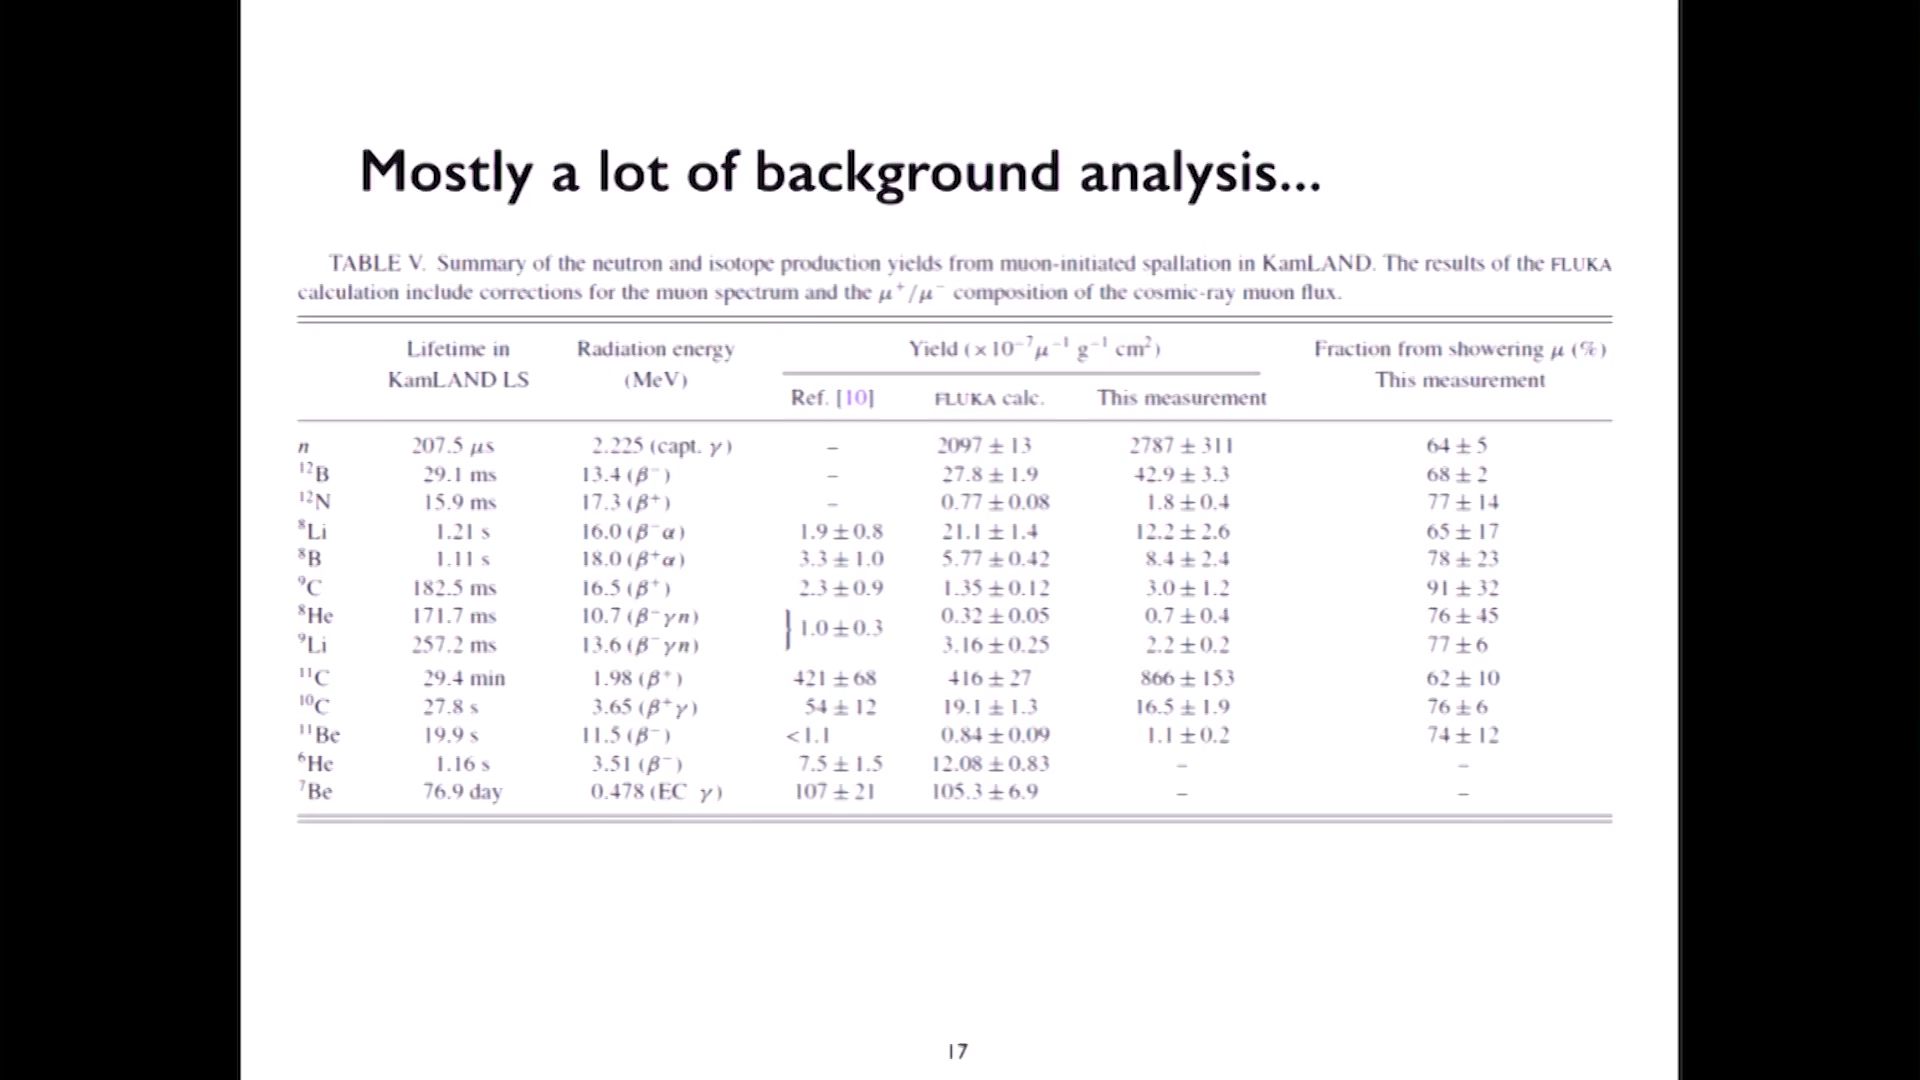 Mostly a lot of background analysis...
TABLE V. Summary of the neutron and isotope production yields from muon-initiated spallation in KamLAND. The results of the FLUKA
calculation include corrections for the muon spectrum and the μ⁺/μ⁻ composition of the cosmic-ray muon flux.
Lifetime in Radiation energy Yield (×10⁻⁷μ⁻¹ g⁻¹ cm²) Fraction from showering μ (%)
KamLAND LS (MeV) This measurement
Ref. [10] FLUKA calc. This measurement
n 207.5 μs 2.225 (capt. γ) – 2097 ± 13 2787 ± 311 64 ± 5
¹²B 29.1 ms 13.4 (β⁻) – 27.8 ± 1.9 42.9 ± 3.3 68 ± 2
¹²N 15.9 ms 17.3 (β⁺) – 0.77 ± 0.08 1.8 ± 0.4 77 ± 14
⁸Li 1.21 s 16.0 (β⁻α) 1.9 ± 0.8 21.1 ± 1.4 12.2 ± 2.6 65 ± 17
⁸B 1.11 s 18.0 (β⁺α) 3.3 ± 1.0 5.77 ± 0.42 8.4 ± 2.4 78 ± 23
⁹C 182.5 ms 16.5 (β⁺) 2.3 ± 0.9 1.35 ± 0.12 3.0 ± 1.2 91 ± 32
⁸He 171.7 ms 10.7 (β⁻γn) } 1.0 ± 0.3 0.32 ± 0.05 0.7 ± 0.4 76 ± 45
⁹Li 257.2 ms 13.6 (β⁻γn) 3.16 ± 0.25 2.2 ± 0.2 77 ± 6
¹¹C 29.4 min 1.98 (β⁺) 421 ± 68 416 ± 27 866 ± 153 62 ± 10
¹⁰C 27.8 s 3.65 (β⁺γ) 54 ± 12 19.1 ± 1.3 16.5 ± 1.9 76 ± 6
¹¹Be 19.9 s 11.5 (β⁻) <1.1 0.84 ± 0.09 1.1 ± 0.2 74 ± 12
⁶He 1.16 s 3.51 (β⁻) 7.5 ± 1.5 12.08 ± 0.83 – –
⁷Be 76.9 day 0.478 (EC γ) 107 ± 21 105.3 ± 6.9 – –
17